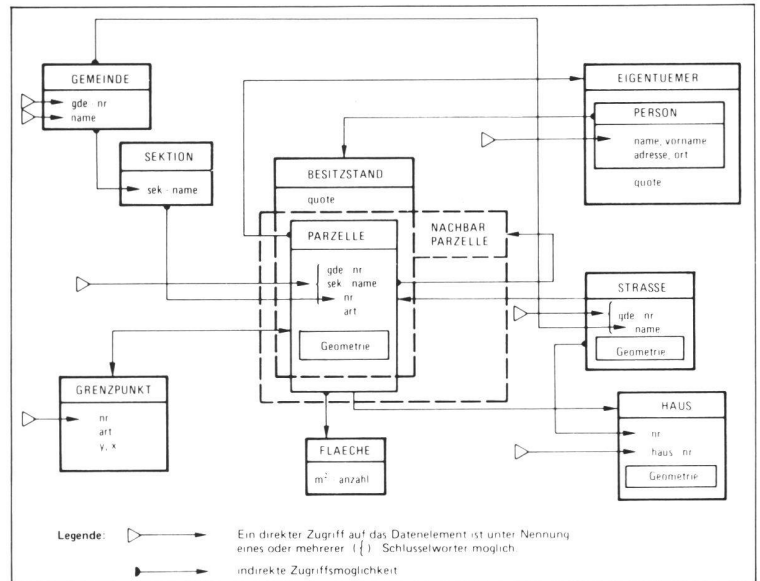 GEMEINDE
gde nr
name
SEKTION
sek - name
BESITZSTAND
quote
NACHBAR
PARZELLE
PARZELLE
{ gde nr
sek name
nr
art
Geometrie
EIGENTUEMER
PERSON
name, vorname
adresse, ort
quote
STRASSE
{ gde nr
name
Geometrie
GRENZPUNKT
nr
art
y, x
FLAECHE
m² anzahl
HAUS
nr
haus nr
Geometrie
Legende:
Ein direkter Zugriff auf das Datenelement ist unter Nennung
eines oder mehrerer ({) Schlusselworter moglich
indirekte Zugriffsmoglichkeit